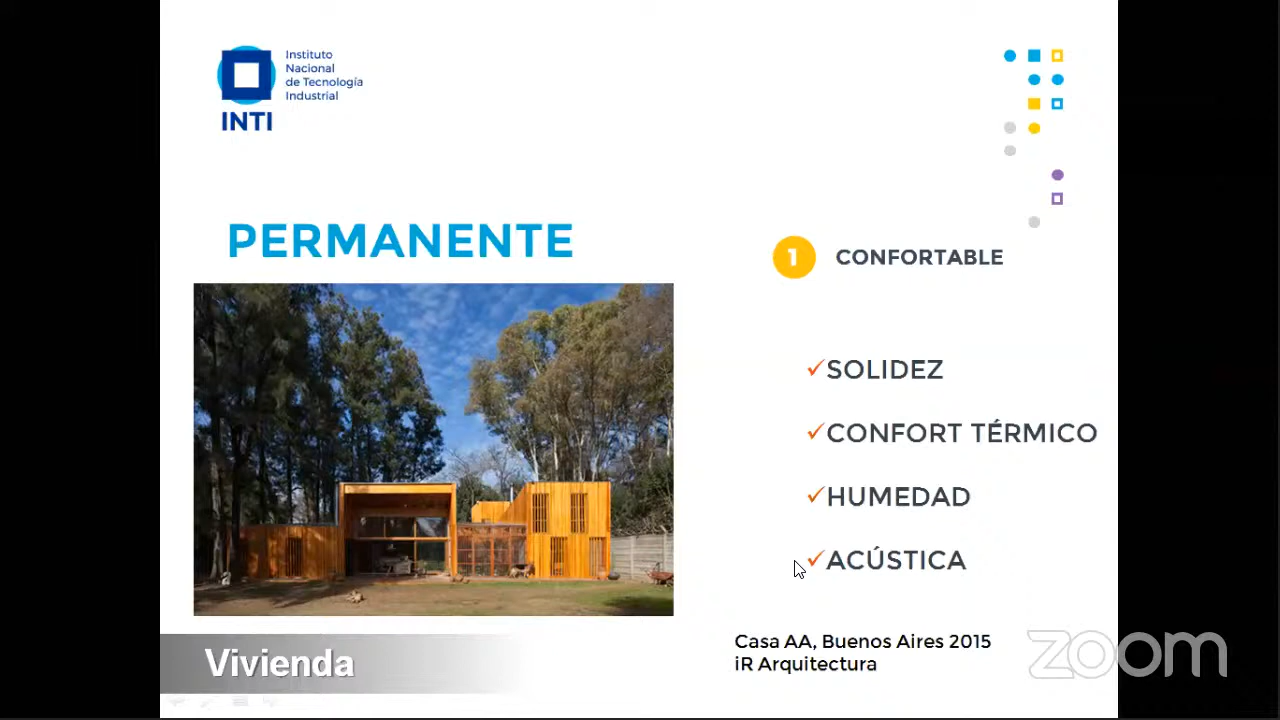 Instituto
Nacional
de Tecnología
Industrial
INTI
PERMANENTE
1 CONFORTABLE
✓SOLIDEZ
✓CONFORT TÉRMICO
✓HUMEDAD
✓ACÚSTICA
Casa AA, Buenos Aires 2015
iR Arquitectura
Vivienda
zoom